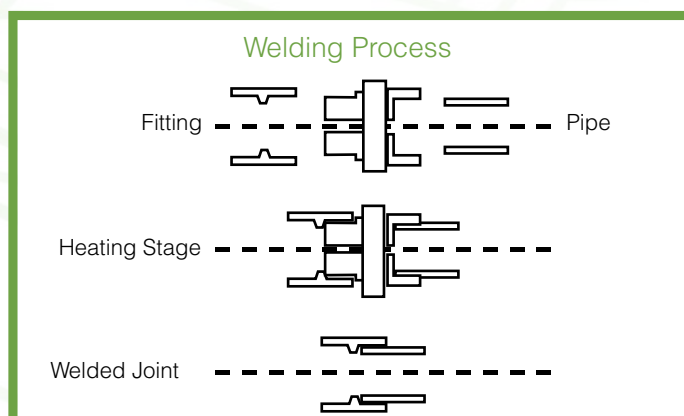 Welding Process
Fitting
Pipe
Heating Stage
Welded Joint